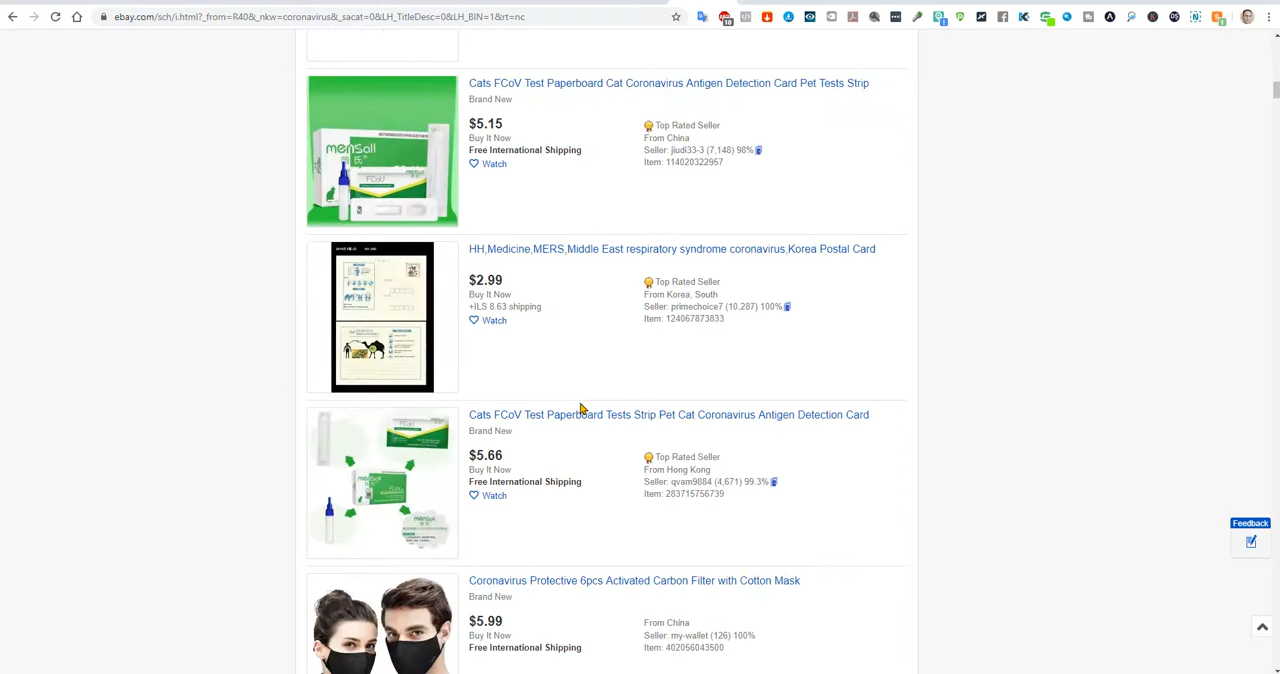 ebay.com/sch/i.html?_from=R40&_nkw=coronavirus&_sacat=0&LH_TitleDesc=0&LH_BIN=1&rt=nc
Cats FCoV Test Paperboard Cat Coronavirus Antigen Detection Card Pet Tests Strip
Brand New
$5.15
Buy It Now
Free International Shipping
Watch
Top Rated Seller
From China
Seller: jiudi33-3 (7,148) 98%
Item: 114020322957
mensall
FCoV
HH,Medicine,MERS,Middle East respiratory syndrome coronavirus,Korea Postal Card
$2.99
Buy It Now
+ILS 8.63 shipping
Watch
Top Rated Seller
From Korea, South
Seller: primechoice7 (10,287) 100%
Item: 124067873833
Cats FCoV Test Paperboard Tests Strip Pet Cat Coronavirus Antigen Detection Card
Brand New
$5.66
Buy It Now
Free International Shipping
Watch
Top Rated Seller
From Hong Kong
Seller: qvam9884 (4,671) 99.3%
Item: 283715756739
Feedback
Coronavirus Protective 6pcs Activated Carbon Filter with Cotton Mask
Brand New
$5.99
Buy It Now
Free International Shipping
From China
Seller: my-wallet (126) 100%
Item: 402056043500